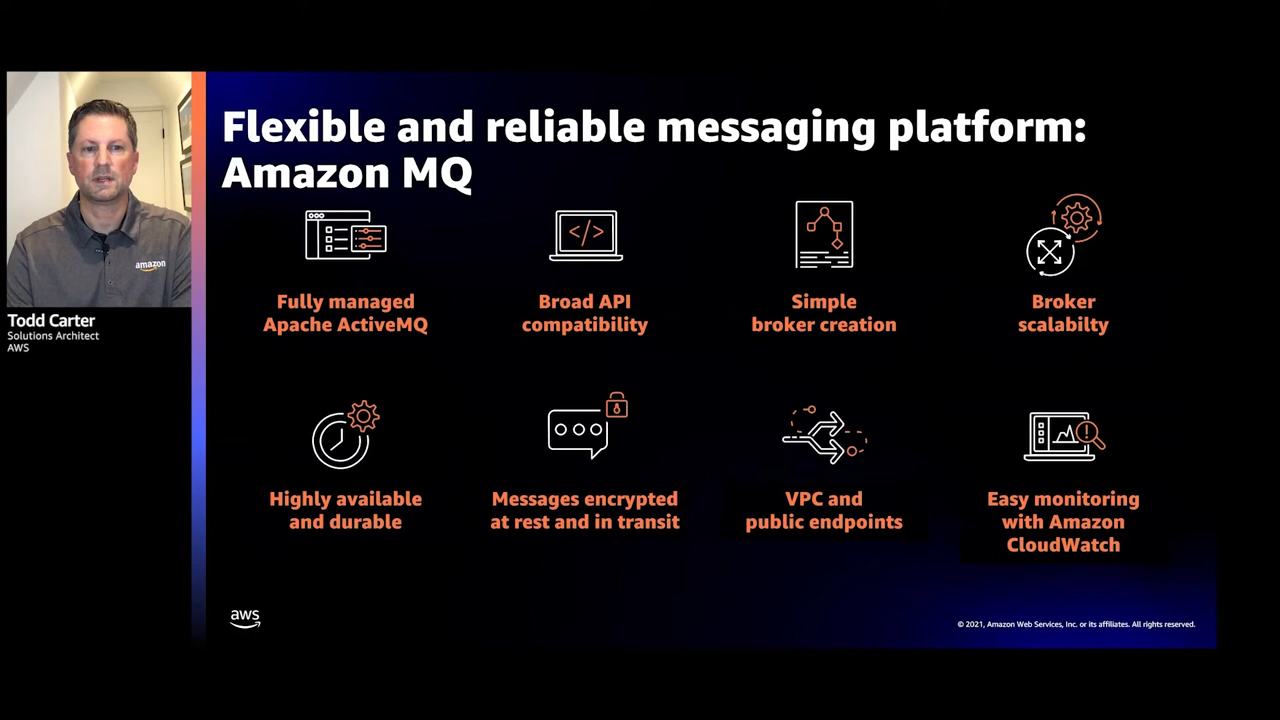 Flexible and reliable messaging platform:
Amazon MQ
amazon
Todd Carter
Solutions Architect
AWS
Fully managed
Apache ActiveMQ
Broad API
compatibility
</>
Simple
broker creation
Broker
scalabilty
Highly available
and durable
Messages encrypted
at rest and in transit
VPC and
public endpoints
Easy monitoring
with Amazon
CloudWatch
aws
© 2021, Amazon Web Services, Inc. or its affiliates. All rights reserved.